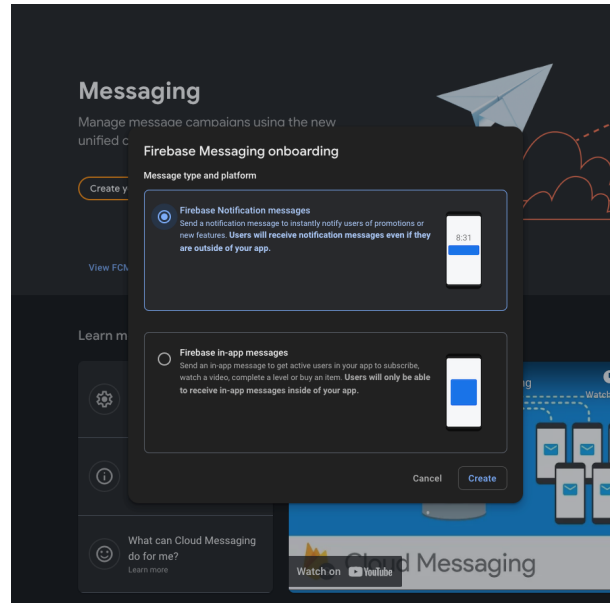 Messaging
Manage message campaigns using the new
unified
Create
View FCM
Firebase Messaging onboarding
Message type and platform
Firebase Notification messages
Send a notification message to instantly notify users of promotions or
new features. Users will receive notification messages even if they
are outside of your app.
8:31
Firebase in-app messages
Send an in-app message to get active users in your app to subscribe,
watch a video, complete a level or buy an item. Users will only be able
to receive in-app messages inside of your app.
Cancel
Create
Learn
Watch
What can Cloud Messaging
do for me?
Learn more
Watch on YouTube
Cloud Messaging